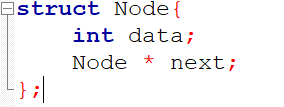 struct Node{
    int data;
    Node * next;
};